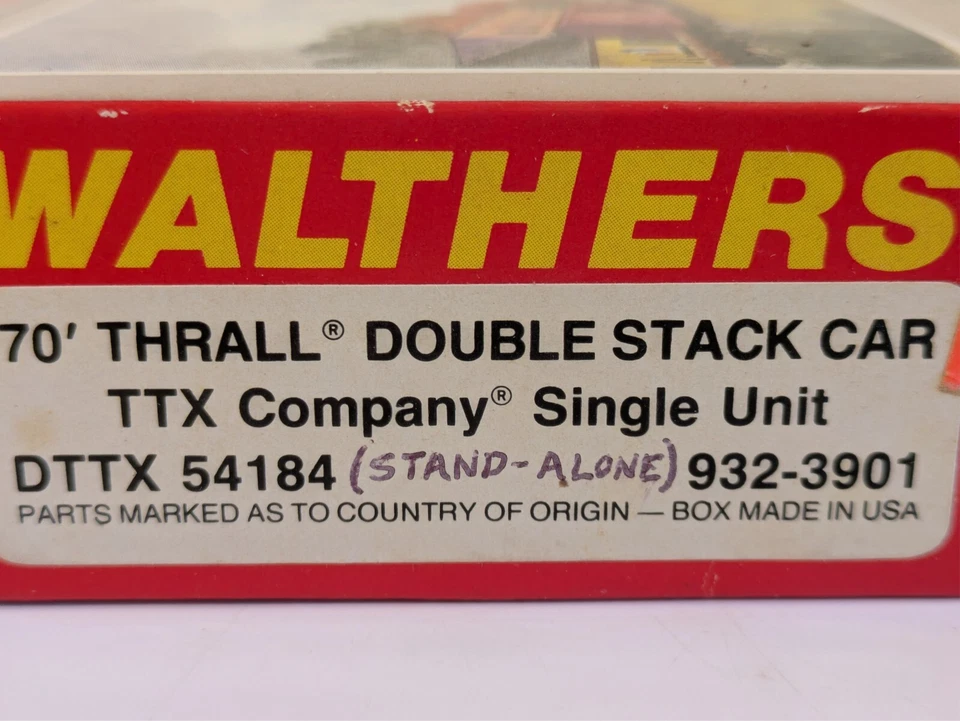 WALTHERS
70' THRALL® DOUBLE STACK CAR
TTX Company® Single Unit
DTTX 54184 (STAND-ALONE) 932-3901
PARTS MARKED AS TO COUNTRY OF ORIGIN — BOX MADE IN USA